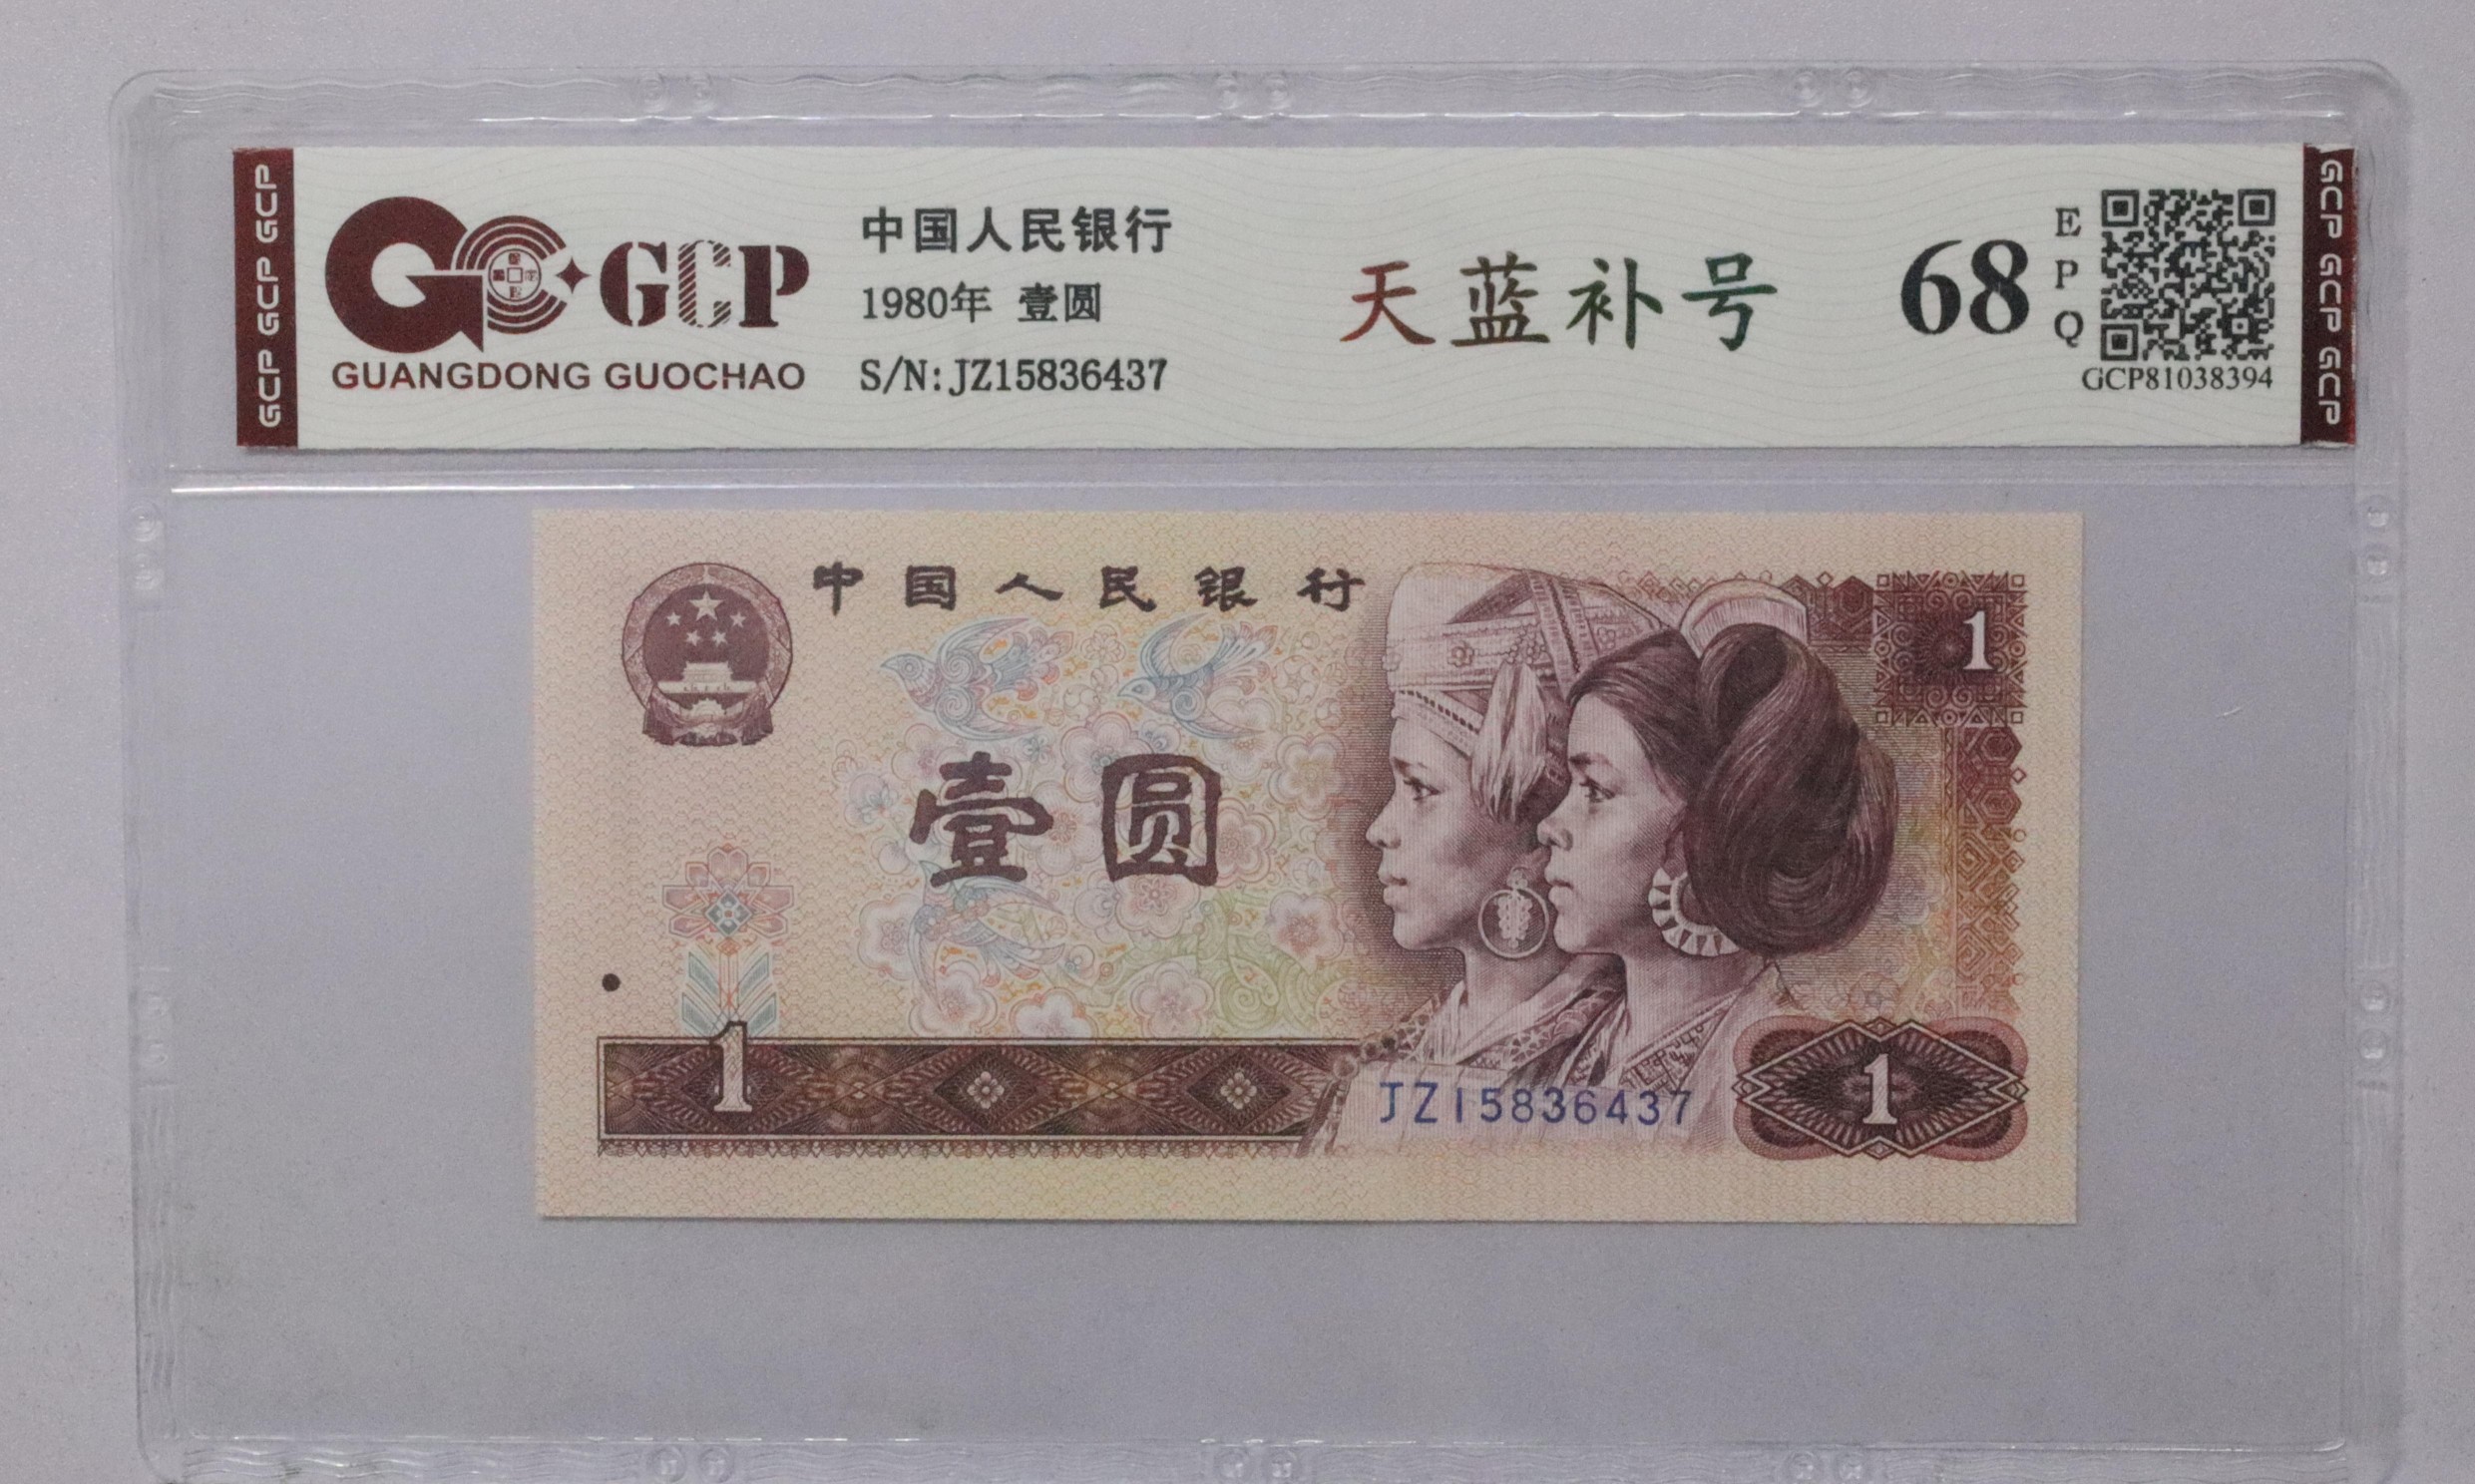 GCP GCP GCP
GCP
GUANGDONG GUOCHAO
中国人民银行
1980年 壹圆
S/N:JZ15836437
天蓝补号
68
E
P
Q
GCP81038394
GCP GCP GCP
中国人民银行
1
壹圆
1
JZ15836437
1